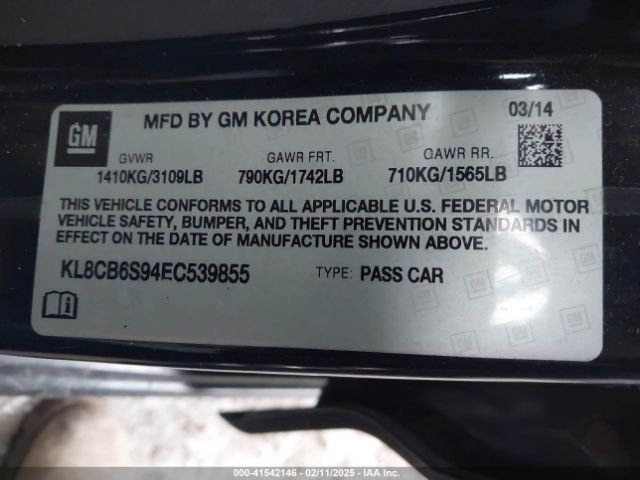 GM
MFD BY GM KOREA COMPANY
03/14
GVWR GAWR FRT. GAWR RR.
1410KG/3109LB 790KG/1742LB 710KG/1565LB
THIS VEHICLE CONFORMS TO ALL APPLICABLE U.S. FEDERAL MOTOR
VEHICLE SAFETY, BUMPER, AND THEFT PREVENTION STANDARDS IN
EFFECT ON THE DATE OF MANUFACTURE SHOWN ABOVE.
KL8CB6S94EC539855 TYPE: PASS CAR
000-41542146 - 02/11/2025 - IAA Inc.